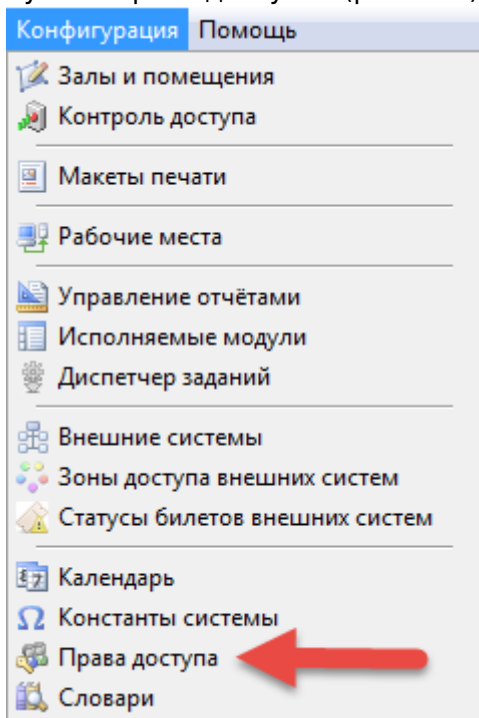 Конфигурация Помощь
Залы и помещения
Контроль доступа
Макеты печати
Рабочие места
Управление отчётами
Исполняемые модули
Диспетчер заданий
Внешние системы
Зоны доступа внешних систем
Статусы билетов внешних систем
Календарь
Константы системы
Права доступа
Словари